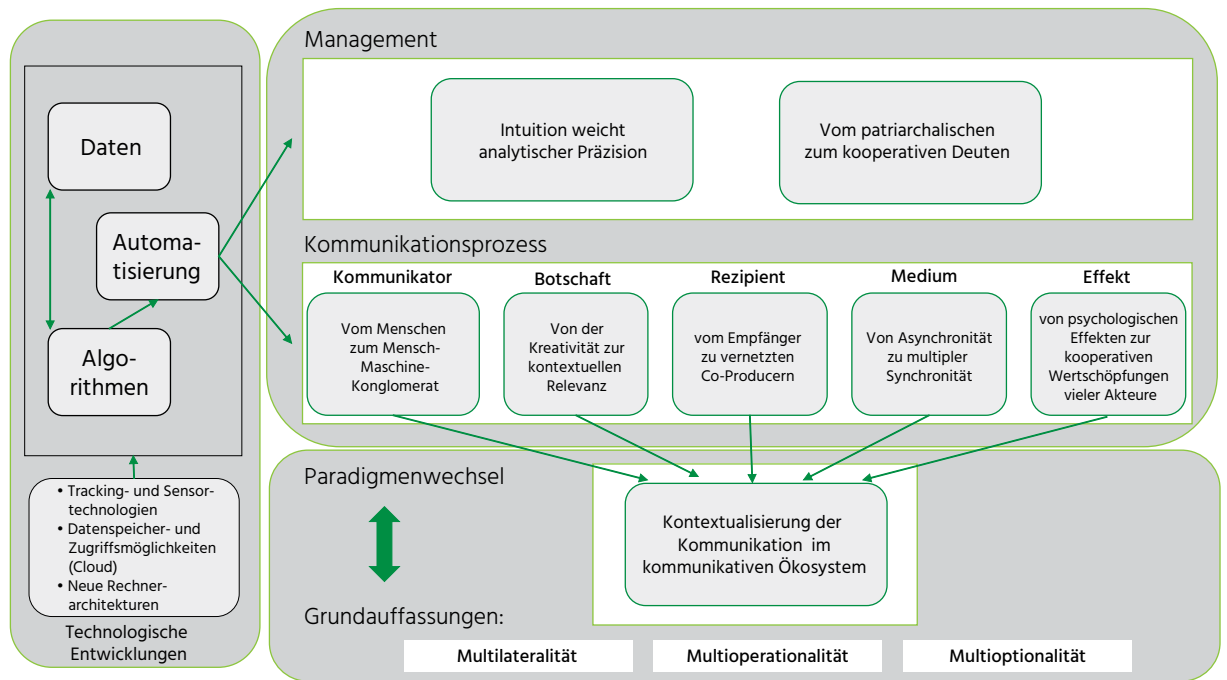 Daten
Automa-
tisierung
Algo-
rithmen
• Tracking- und Sensor-
technologien
• Datenspeicher- und
Zugriffsmöglichkeiten
(Cloud)
• Neue Rechner-
architekturen
Technologische
Entwicklungen
Management
Intuition weicht
analytischer Präzision
Vom patriarchalischen
zum kooperativen Deuten
Kommunikationsprozess
Kommunikator
Vom Menschen
zum Mensch-
Maschine-
Konglomerat
Botschaft
Von der
Kreativität zur
kontextuellen
Relevanz
Rezipient
vom Empfänger
zu vernetzten
Co-Producern
Medium
Von Asynchronität
zu multipler
Synchronität
Effekt
von psychologischen
Effekten zur
kooperativen
Wertschöpfungen
vieler Akteure
Paradigmenwechsel
Kontextualisierung der
Kommunikation im
kommunikativen Ökosystem
Grundauffassungen:
Multilateralität
Multioperationalität
Multioptionalität